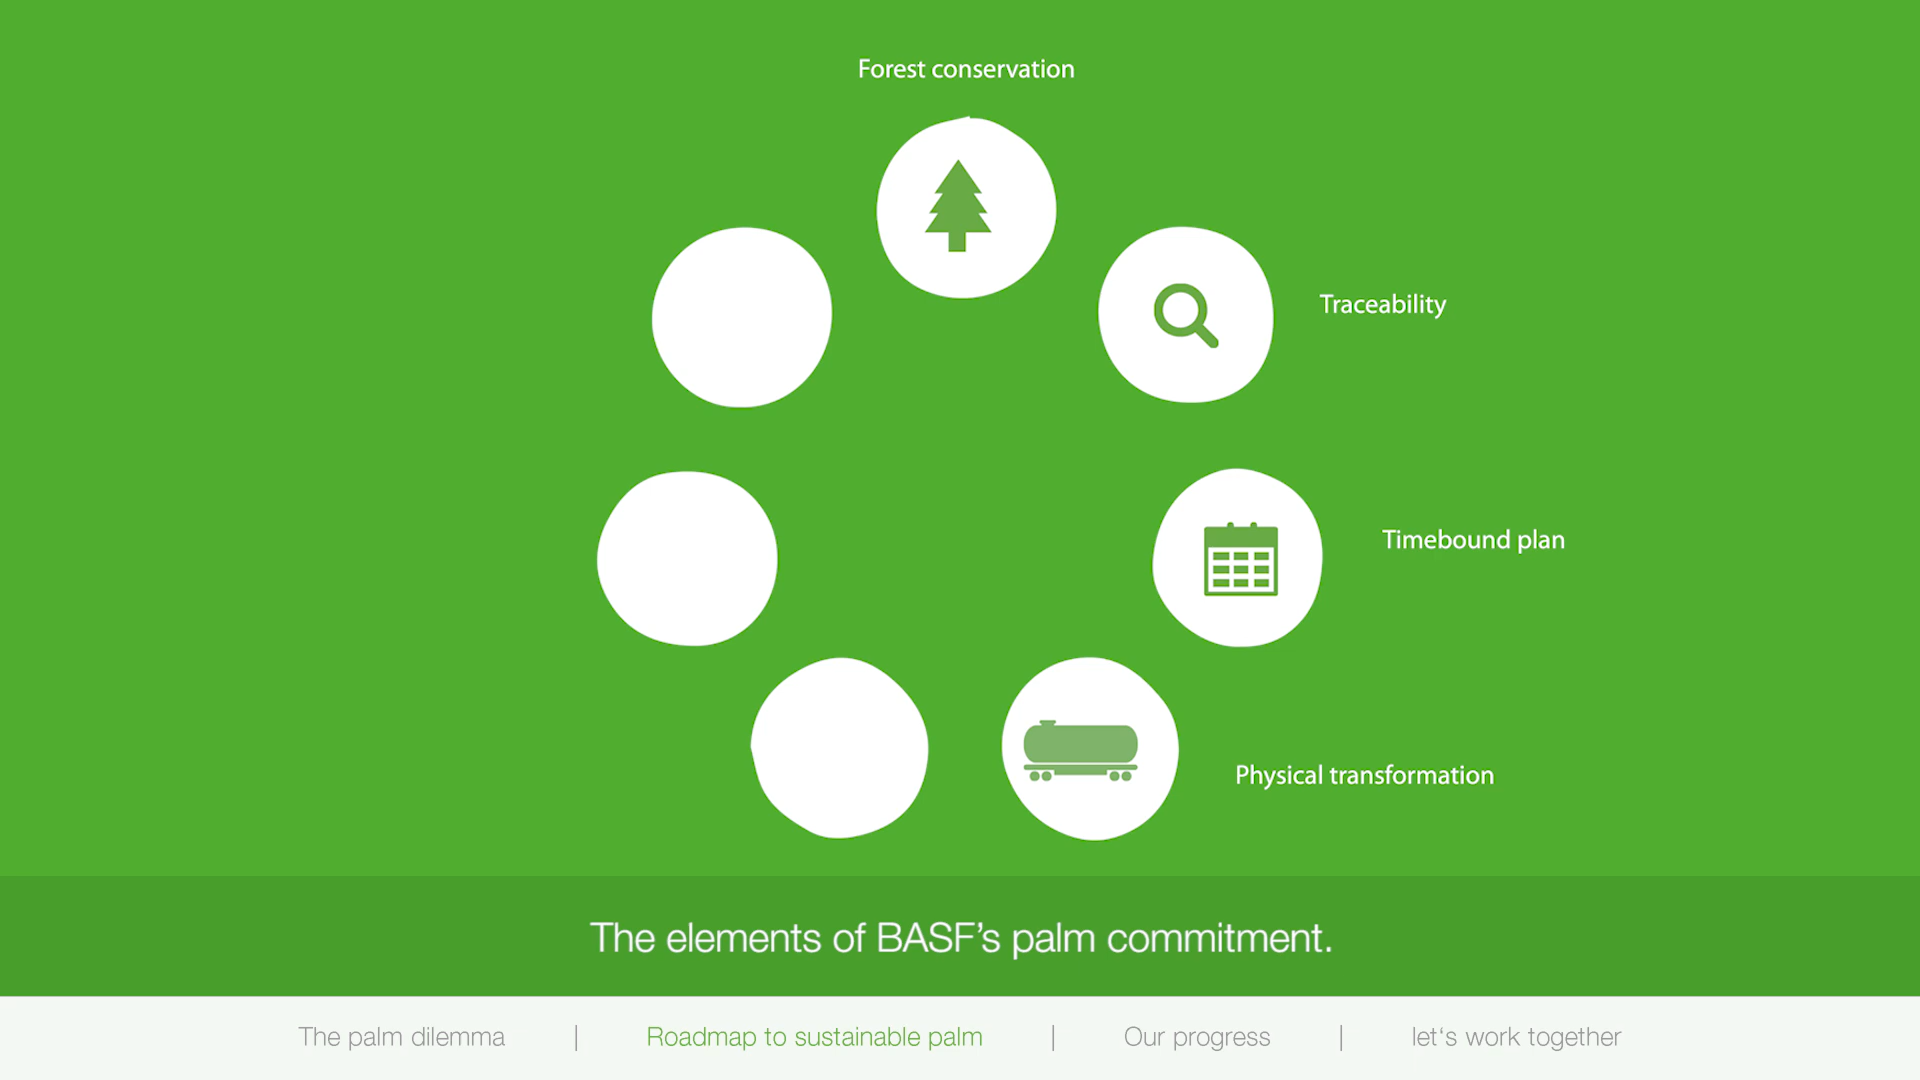 Forest conservation
Traceability
Timebound plan
Physical transformation
The elements of BASF’s palm commitment.
The palm dilemma | Roadmap to sustainable palm | Our progress | let‘s work together